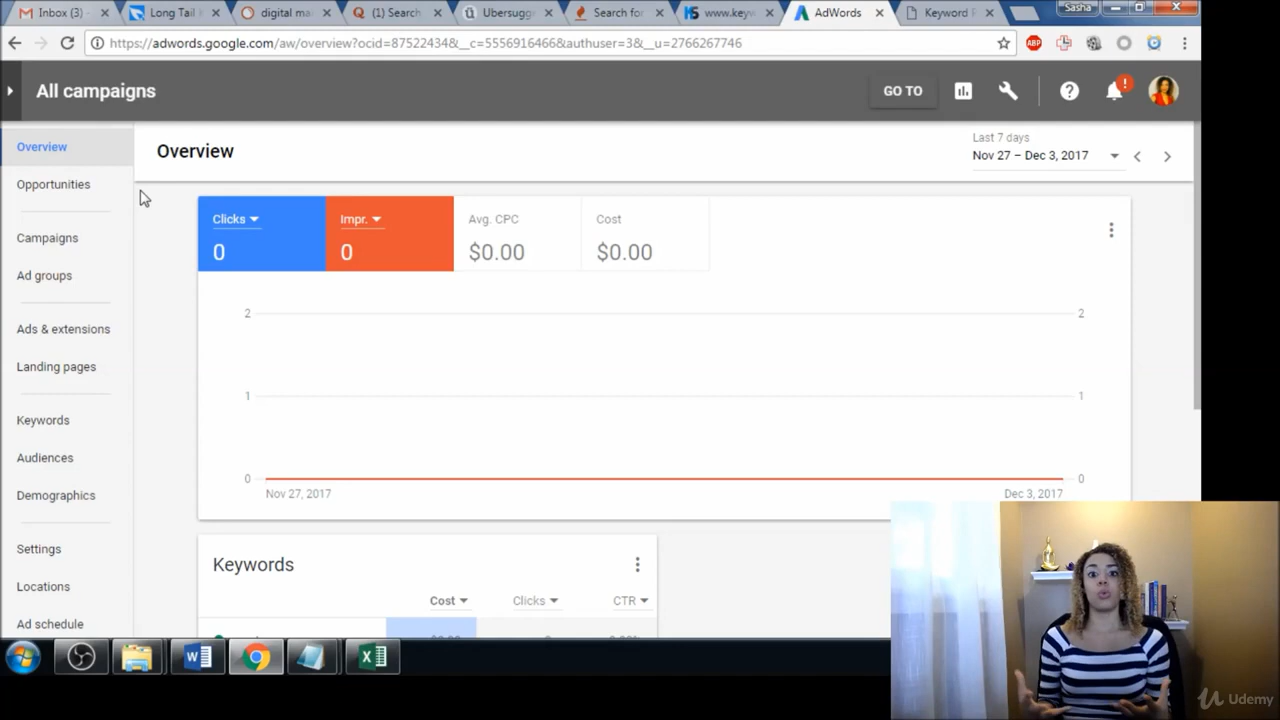 Inbox (3) -
Long Tail
digital ma
(1) Search
Ubersugg
Search for
www.keyw
AdWords
Keyword
Sasha
https://adwords.google.com/aw/overview?ocid=87522434&__c=5556916466&authuser=3&__u=2766267746
ABP
All campaigns
GO TO
Overview
Opportunities
Campaigns
Ad groups
Ads & extensions
Landing pages
Keywords
Audiences
Demographics
Settings
Locations
Ad schedule
Overview
Last 7 days
Nov 27 – Dec 3, 2017
Clicks
0
Impr.
0
Avg. CPC
$0.00
Cost
$0.00
2
2
1
1
0
0
Nov 27, 2017
Dec 3, 2017
Keywords
Cost
Clicks
CTR
Udemy